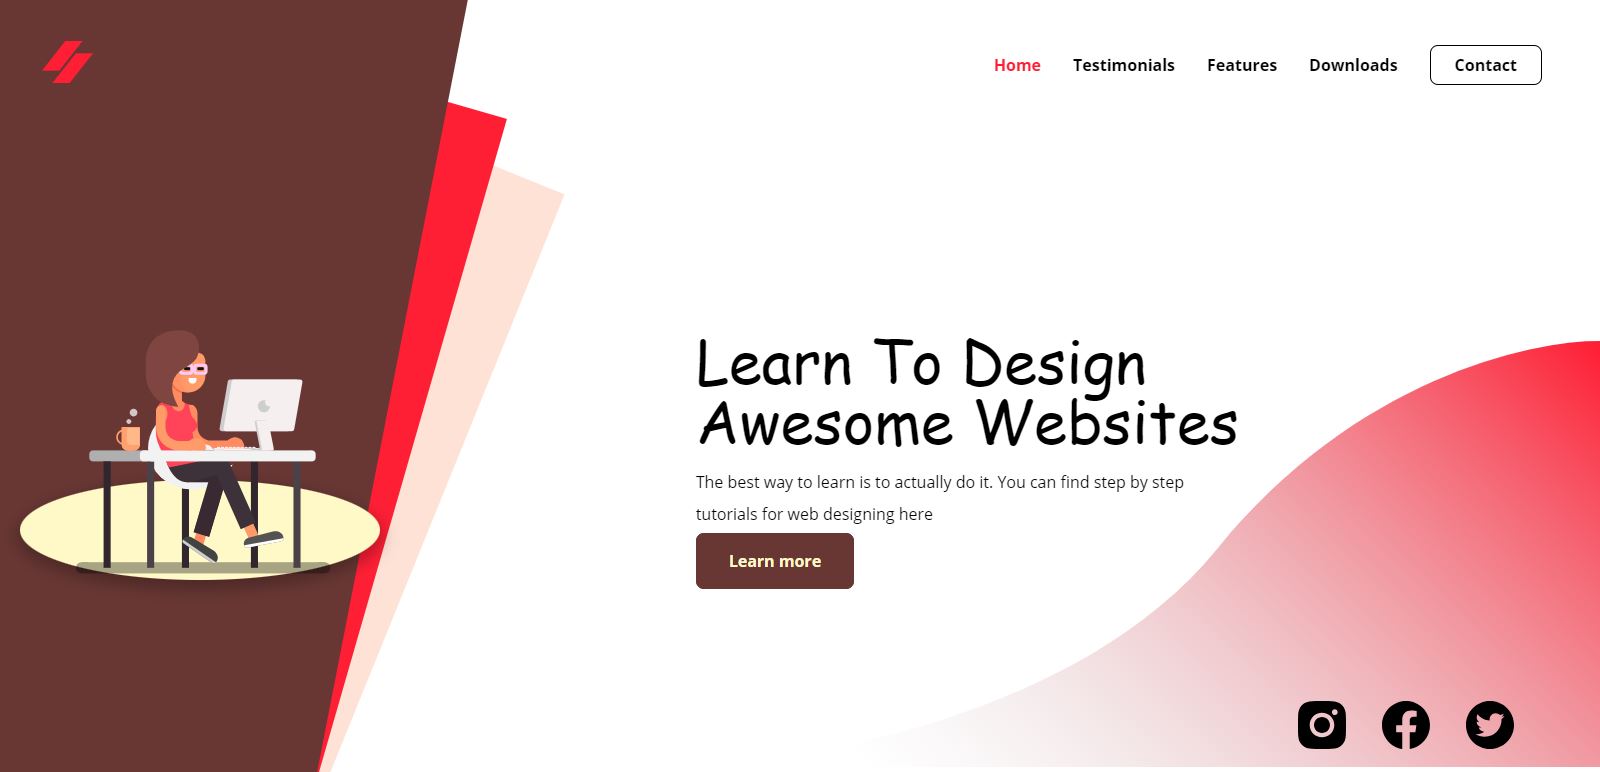 Home
Testimonials
Features
Downloads
Contact
Learn To Design
Awesome Websites
The best way to learn is to actually do it. You can find step by step
tutorials for web designing here
Learn more